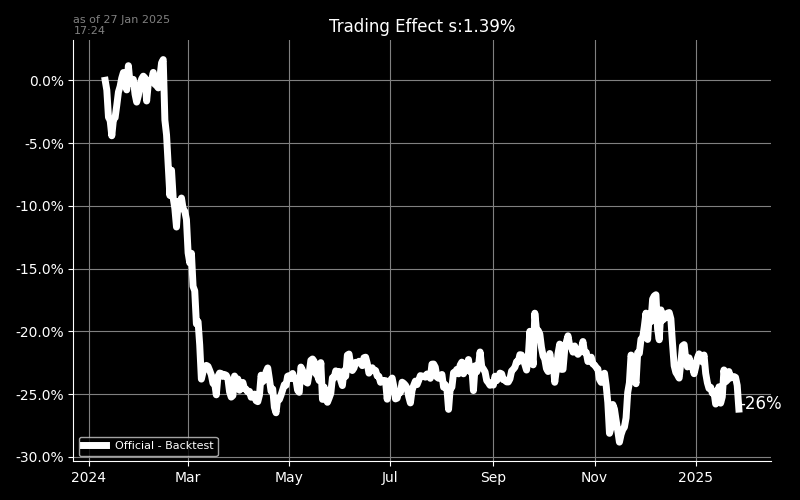 as of 27 Jan 2025
17:24
Trading Effect s:1.39%
0.0%
-5.0%
-10.0%
-15.0%
-20.0%
-25.0%
-30.0%
-26%
Official - Backtest
2024 Mar May Jul Sep Nov 2025